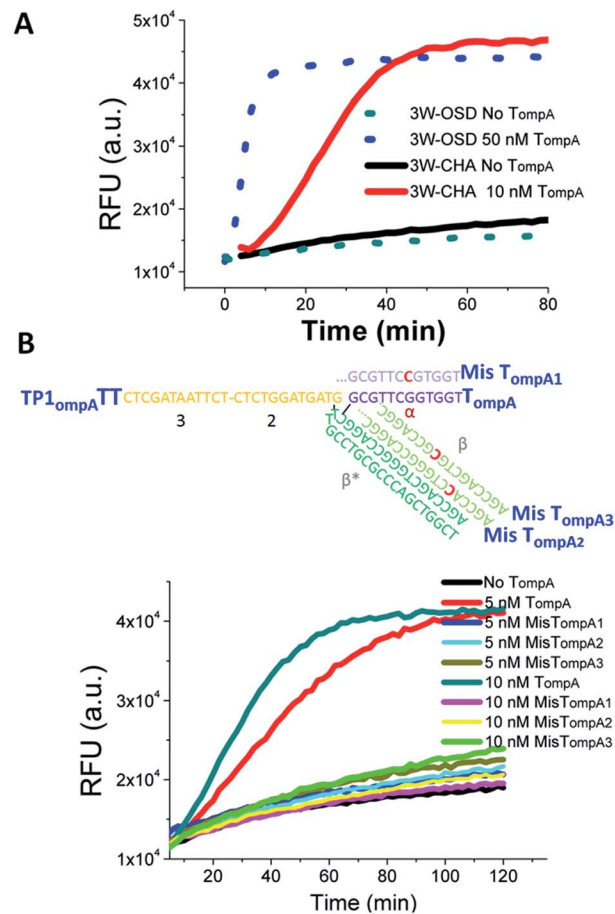 A
5x10⁴
4x10⁴
3x10⁴
2x10⁴
1x10⁴
RFU (a.u.)
3W-OSD No TompA
3W-OSD 50 nM TompA
3W-CHA No TompA
3W-CHA 10 nM TompA
0 20 40 60 80
Time (min)
B
...GCGTTCCGTGGT Mis TompA1
TP1ompA TT CTCGATAATTCT-CTCTGGATGATG GCGTTCGGTGGT TompA
3 2 α
β
β*
Mis TompA3
Mis TompA2
4x10⁴
3x10⁴
2x10⁴
1x10⁴
RFU (a.u.)
No TompA
5 nM TompA
5 nM MisTompA1
5 nM MisTompA2
5 nM MisTompA3
10 nM TompA
10 nM MisTompA1
10 nM MisTompA2
10 nM MisTompA3
20 40 60 80 100 120
Time (min)